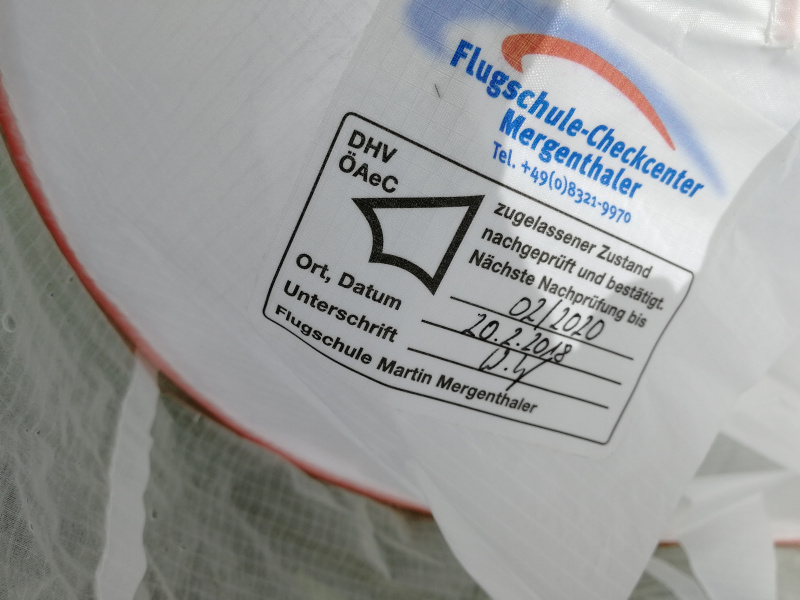 Flugschule-Checkcenter
Mergenthaler
Tel. +49(0)8321-9970
DHV
ÖAeC
zugelassener Zustand
nachgeprüft und bestätigt.
Nächste Nachprüfung bis
02/2020
Ort, Datum 20.2.2018
Unterschrift
Flugschule Martin Mergenthaler